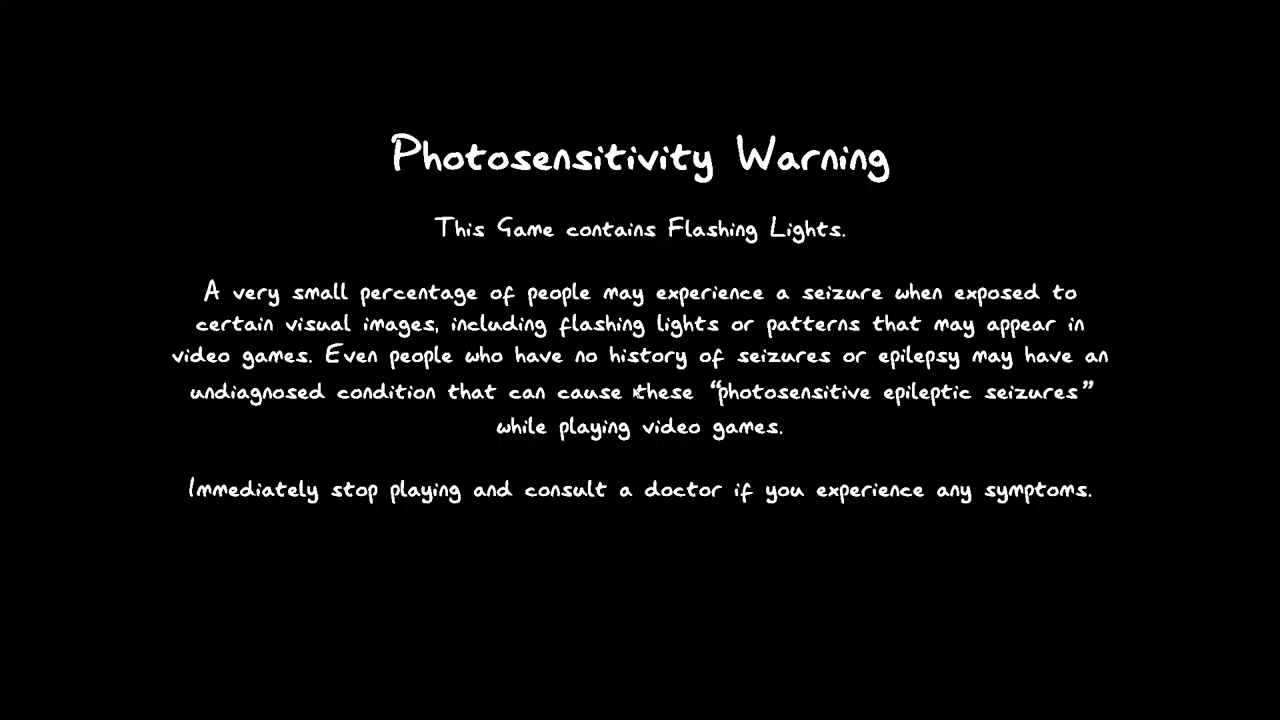 Photosensitivity Warning
This Game contains Flashing Lights.
A very small percentage of people may experience a seizure when exposed to
certain visual images, including flashing lights or patterns that may appear in
video games. Even people who have no history of seizures or epilepsy may have an
undiagnosed condition that can cause these “photosensitive epileptic seizures”
while playing video games.
Immediately stop playing and consult a doctor if you experience any symptoms.